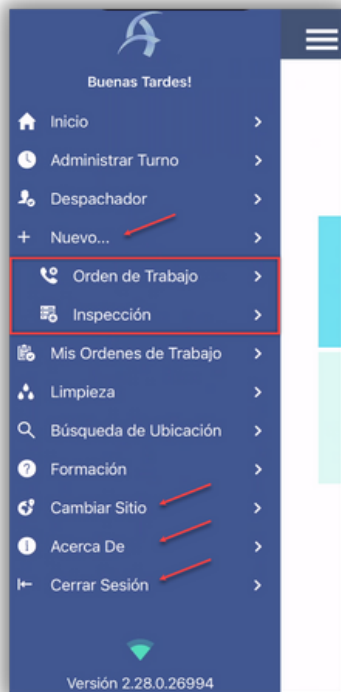 Buenas Tardes!
Inicio
Administrar Turno
Despachador
Nuevo...
Orden de Trabajo
Inspección
Mis Ordenes de Trabajo
Limpieza
Búsqueda de Ubicación
Formación
Cambiar Sitio
Acerca De
Cerrar Sesión
Versión 2.28.0.26994